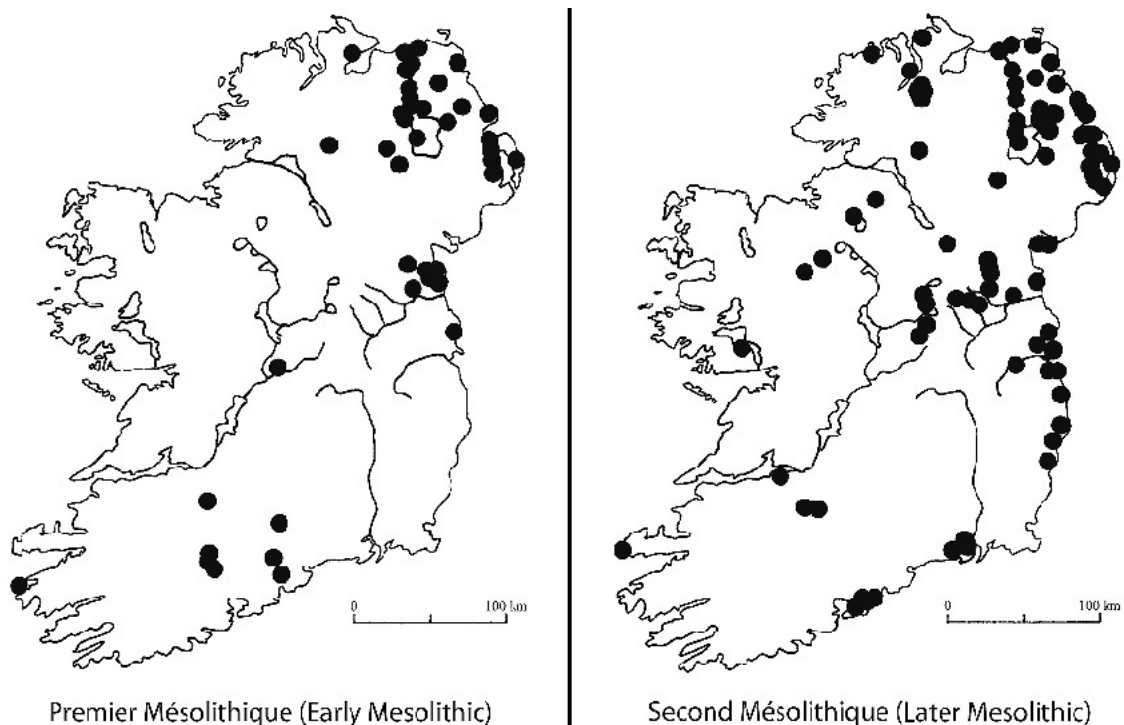 0 100 km
0 100 km
Premier Mésolithique (Early Mesolithic)
Second Mésolithique (Later Mesolithic)